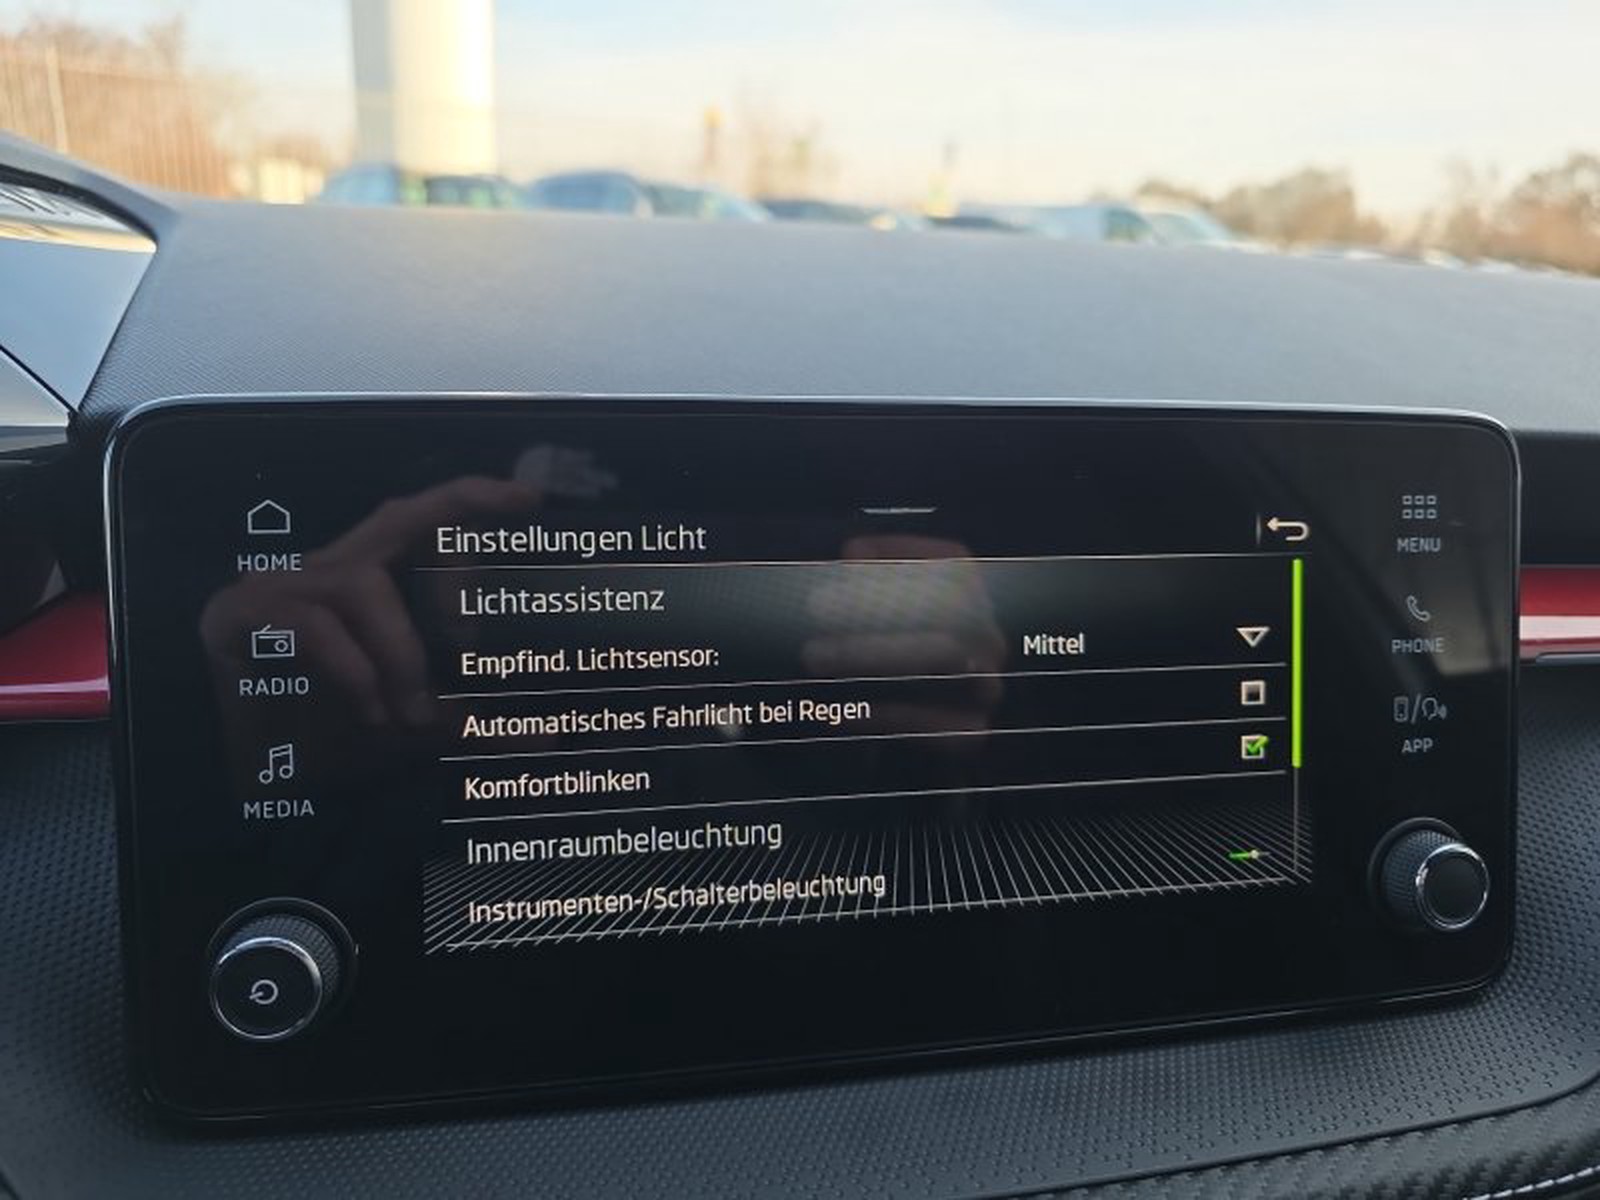 HOME
RADIO
MEDIA
Einstellungen Licht
Lichtassistenz
Empfind. Lichtsensor: Mittel
Automatisches Fahrlicht bei Regen
Komfortblinken
Innenraumbeleuchtung
Instrumenten-/Schalterbeleuchtung
MENU
PHONE
APP